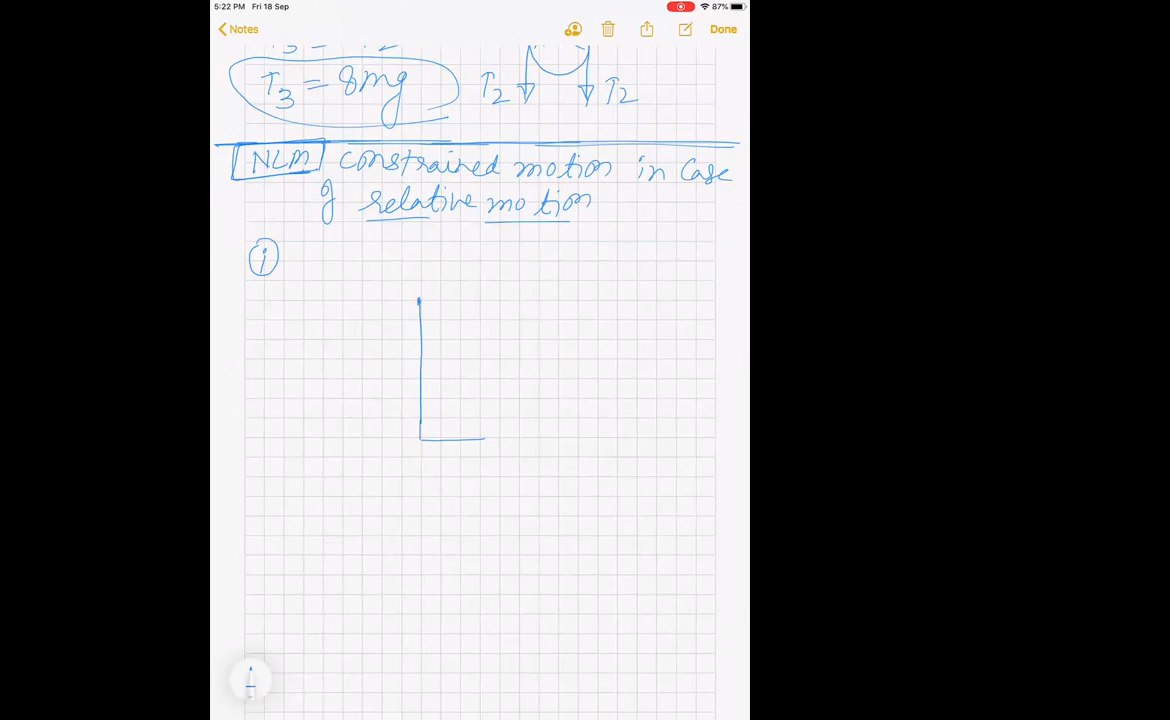 5:22 PM Fri 18 Sep
87%
Notes
Done
T3 = 8mg
T2 T2
NLM constrained motion in case
of relative motion
i